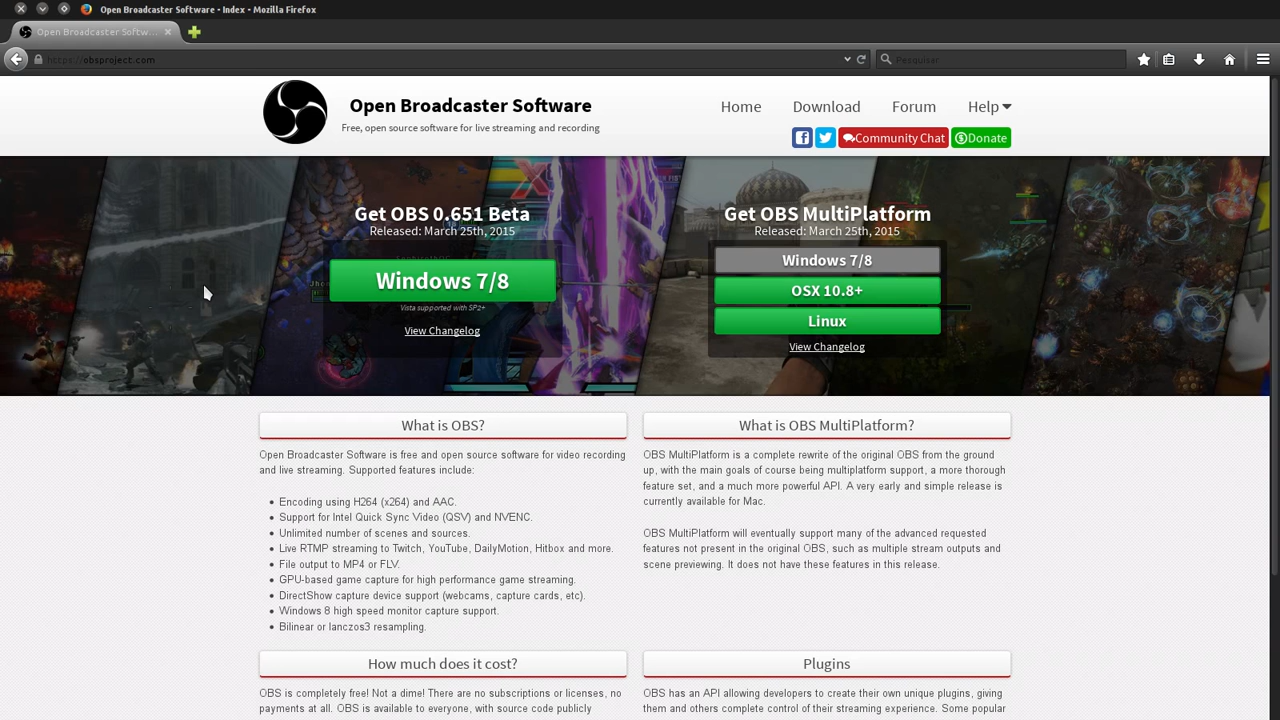 Open Broadcaster Software - Index - Mozilla Firefox
Open Broadcaster Softw...
https://obsproject.com
Pesquisar
Open Broadcaster Software
Free, open source software for live streaming and recording
Home
Download
Forum
Help
Community Chat
Donate
Get OBS 0.651 Beta
Released: March 25th, 2015
Windows 7/8
Vista supported with SP2+
View Changelog
Get OBS MultiPlatform
Released: March 25th, 2015
Windows 7/8
OSX 10.8+
Linux
View Changelog
What is OBS?
Open Broadcaster Software is free and open source software for video recording
and live streaming. Supported features include:
Encoding using H264 (x264) and AAC.
Support for Intel Quick Sync Video (QSV) and NVENC.
Unlimited number of scenes and sources.
Live RTMP streaming to Twitch, YouTube, DailyMotion, Hitbox and more.
File output to MP4 or FLV.
GPU-based game capture for high performance game streaming.
DirectShow capture device support (webcams, capture cards, etc).
Windows 8 high speed monitor capture support.
Bilinear or lanczos3 resampling.
What is OBS MultiPlatform?
OBS MultiPlatform is a complete rewrite of the original OBS from the ground
up, with the main goals of course being multiplatform support, a more thorough
feature set, and a much more powerful API. A very early and simple release is
currently available for Mac.
OBS MultiPlatform will eventually support many of the advanced requested
features not present in the original OBS, such as multiple stream outputs and
scene previewing. It does not have these features in this release.
How much does it cost?
OBS is completely free! Not a dime! There are no subscriptions or licenses, no
payments at all. OBS is available to everyone, with source code publicly
Plugins
OBS has an API allowing developers to create their own unique plugins, giving
them and others complete control of their streaming experience. Some popular